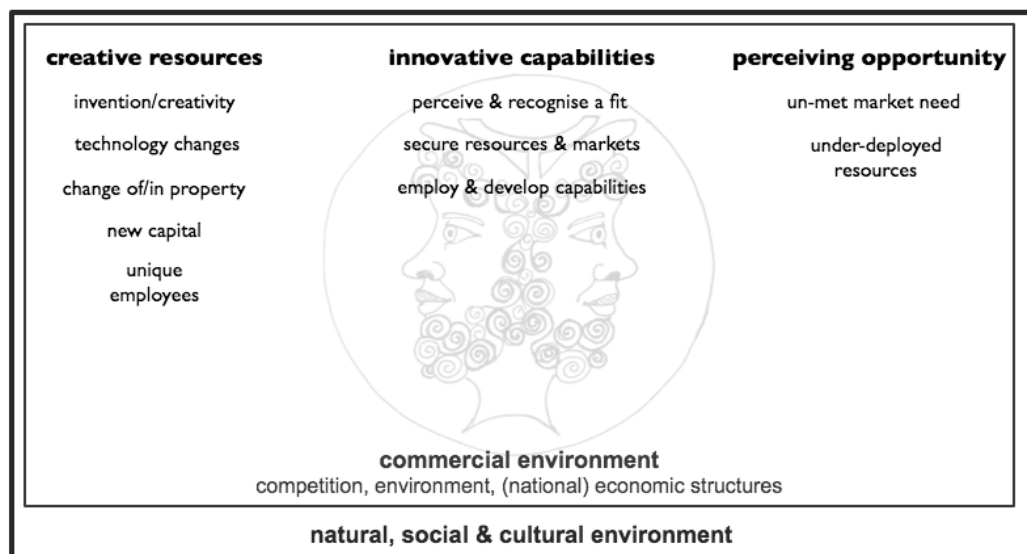 creative resources
invention/creativity
technology changes
change of/in property
new capital
unique
employees
innovative capabilities
perceive & recognise a fit
secure resources & markets
employ & develop capabilities
perceiving opportunity
un-met market need
under-deployed
resources
commercial environment
competition, environment, (national) economic structures
natural, social & cultural environment